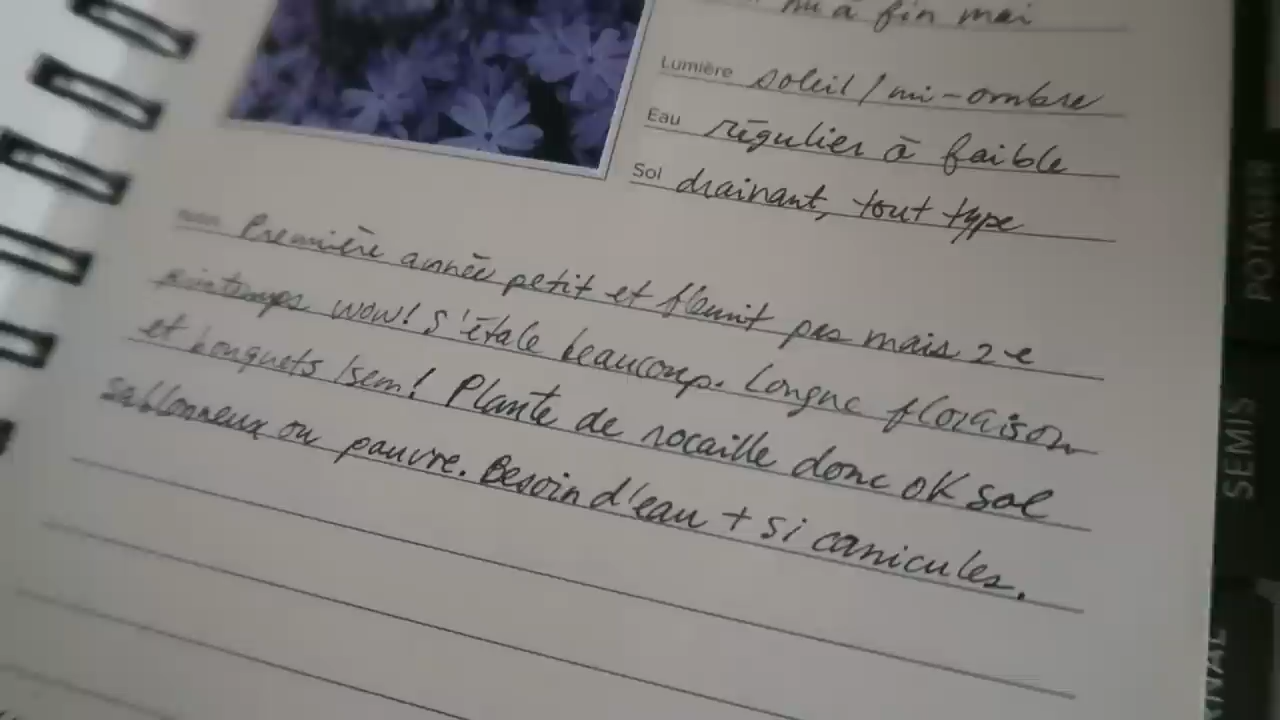 à fin mai
Lumière soleil / mi-ombre
Eau régulier à faible
Sol drainant, tout type
Notes Première année petit et fleurit pas mais 2e
printemps wow! S'étale beaucoup. Longue floraison
et bouquets 1sem! Plante de rocaille donc ok sol
sablonneux ou pauvre. Besoin d'eau + si canicules.
POTAGER
SEMIS